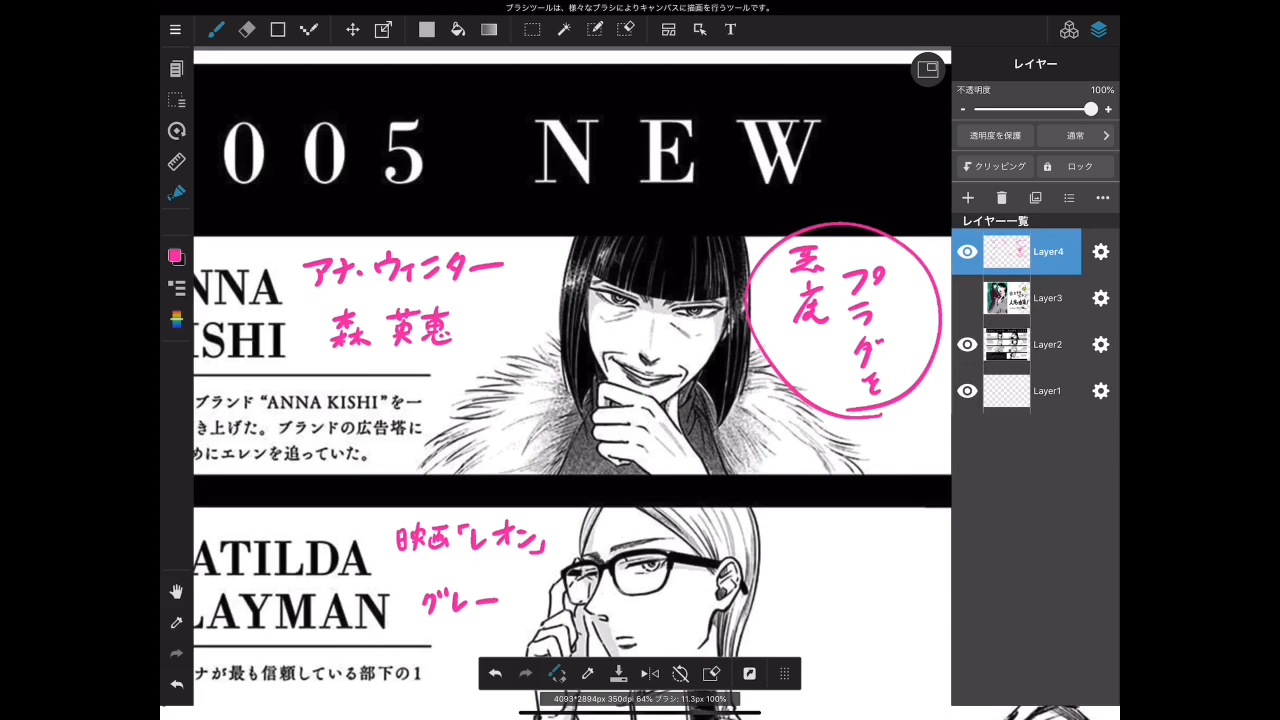 ブラシツールは、様々なブラシによりキャンバスに描画を行うツールです。
T
レイヤー
不透明度 100%
- +
透明度を保護 通常
クリッピング ロック
レイヤー一覧
Layer4
Layer3
Layer2
Layer1
005 NEW
NNA
ISHI
アナ・ウィンター
森 英恵
プラダを
悪魔
ブランド “ANNA KISHI”を一
き上げた。ブランドの広告塔に
めにエレンを追っていた。
ATILDA
LAYMAN
映画「レオン」
グレー
ナが最も信頼している部下の1
4093*2894px 350dpi 64% ブラシ: 11.3px 100%